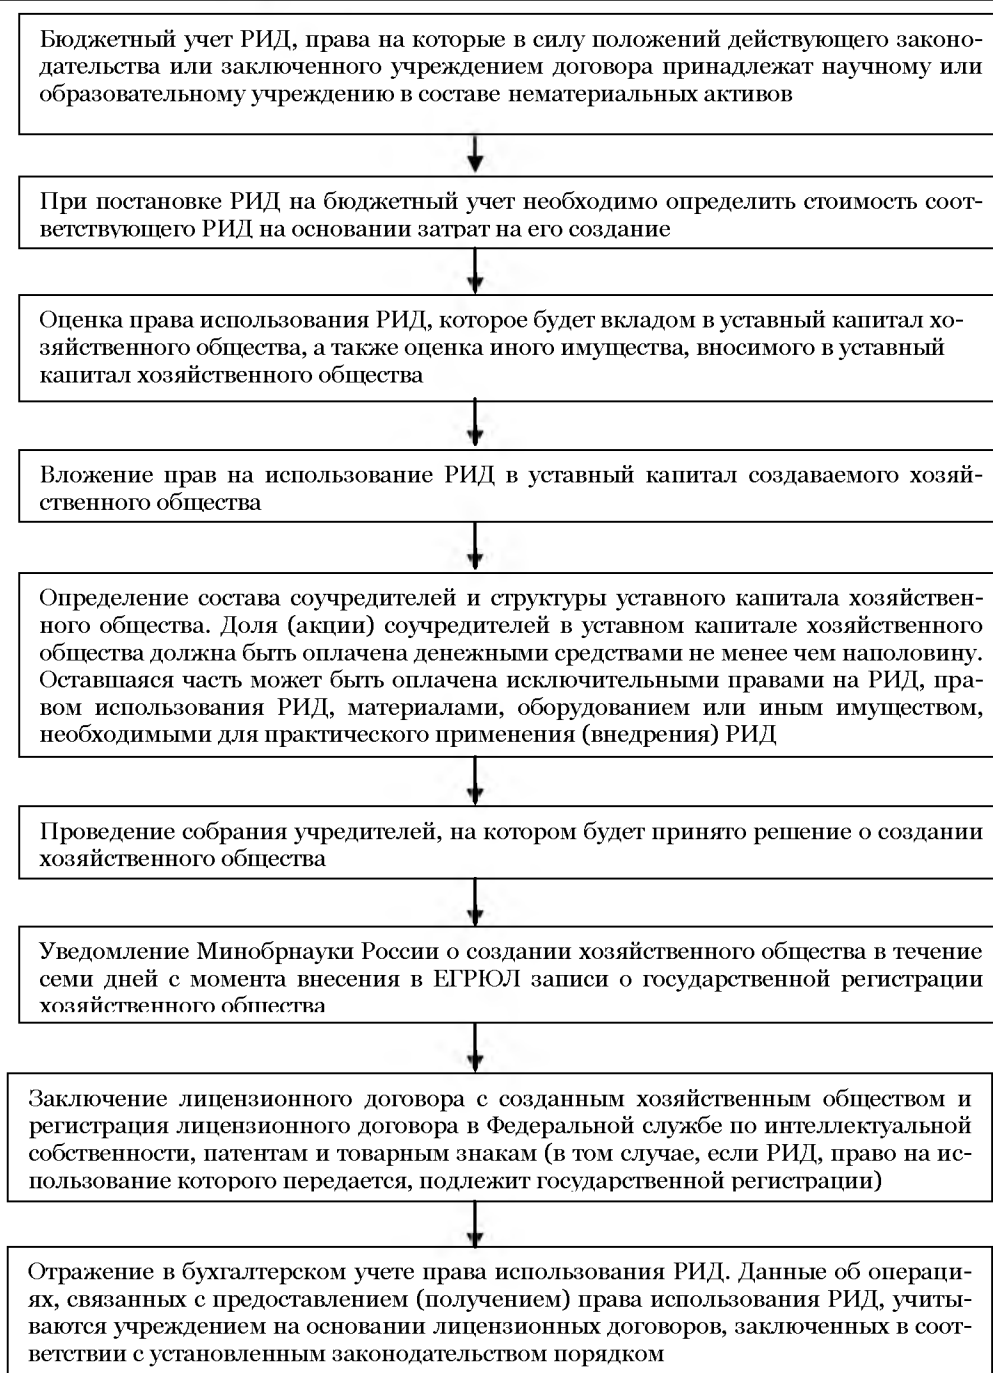 Бюджетный учет РИД, права на которые в силу положений действующего законо-
дательства или заключенного учреждением договора принадлежат научному или
образовательному учреждению в составе нематериальных активов
При постановке РИД на бюджетный учет необходимо определить стоимость соот-
ветствующего РИД на основании затрат на его создание
Оценка права использования РИД, которое будет вкладом в уставный капитал хо-
зяйственного общества, а также оценка иного имущества, вносимого в уставный
капитал хозяйственного общества
Вложение прав на использование РИД в уставный капитал создаваемого хозяй-
ственного общества
Определение состава соучредителей и структуры уставного капитала хозяйствен-
ного общества. Доля (акции) соучредителей в уставном капитале хозяйственного
общества должна быть оплачена денежными средствами не менее чем наполовину.
Оставшаяся часть может быть оплачена исключительными правами на РИД, пра-
вом использования РИД, материалами, оборудованием или иным имуществом,
необходимыми для практического применения (внедрения) РИД
Проведение собрания учредителей, на котором будет принято решение о создании
хозяйственного общества
Уведомление Минобрнауки России о создании хозяйственного общества в течение
семи дней с момента внесения в ЕГРЮЛ записи о государственной регистрации
хозяйственного общества
Заключение лицензионного договора с созданным хозяйственным обществом и
регистрация лицензионного договора в Федеральной службе по интеллектуальной
собственности, патентам и товарным знакам (в том случае, если РИД, право на ис-
пользование которого передается, подлежит государственной регистрации)
Отражение в бухгалтерском учете права использования РИД. Данные об операци-
ях, связанных с предоставлением (получением) права использования РИД, учиты-
ваются учреждением на основании лицензионных договоров, заключенных в соот-
ветствии с установленным законодательством порядком